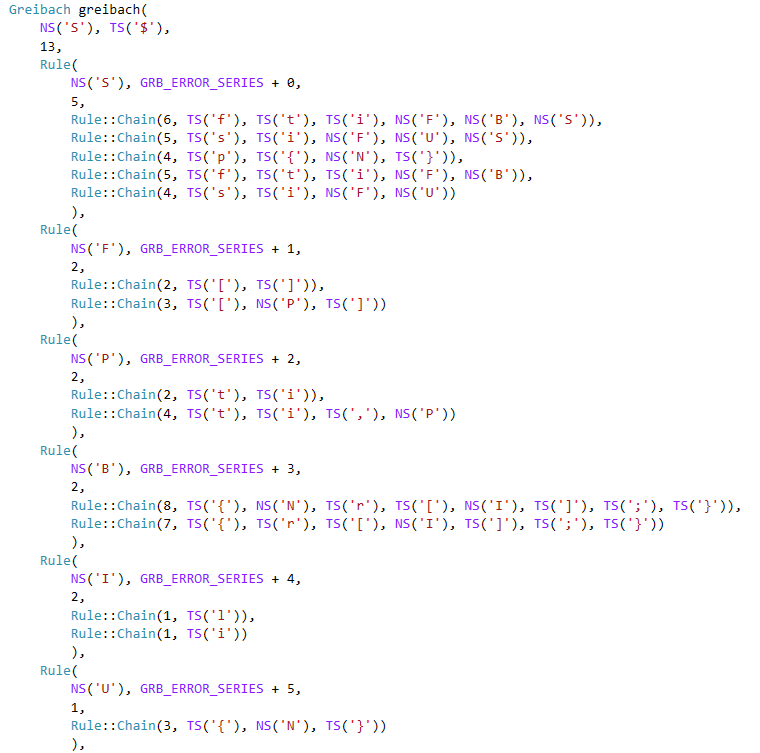 Greibach greibach(
    NS('S'), TS('$'),
    13,
    Rule(
        NS('S'), GRB_ERROR_SERIES + 0,
        5,
        Rule::Chain(6, TS('f'), TS('t'), TS('i'), NS('F'), NS('B'), NS('S')),
        Rule::Chain(5, TS('s'), TS('i'), NS('F'), NS('U'), NS('S')),
        Rule::Chain(4, TS('p'), TS('{'), NS('N'), TS('}')),
        Rule::Chain(5, TS('f'), TS('t'), TS('i'), NS('F'), NS('B')),
        Rule::Chain(4, TS('s'), TS('i'), NS('F'), NS('U'))
        ),
    Rule(
        NS('F'), GRB_ERROR_SERIES + 1,
        2,
        Rule::Chain(2, TS('['), TS(']')),
        Rule::Chain(3, TS('['), NS('P'), TS(']'))
        ),
    Rule(
        NS('P'), GRB_ERROR_SERIES + 2,
        2,
        Rule::Chain(2, TS('t'), TS('i')),
        Rule::Chain(4, TS('t'), TS('i'), TS(','), NS('P'))
        ),
    Rule(
        NS('B'), GRB_ERROR_SERIES + 3,
        2,
        Rule::Chain(8, TS('{'), NS('N'), TS('r'), TS('['), NS('I'), TS(']'), TS(';'), TS('}')),
        Rule::Chain(7, TS('{'), TS('r'), TS('['), NS('I'), TS(']'), TS(';'), TS('}'))
        ),
    Rule(
        NS('I'), GRB_ERROR_SERIES + 4,
        2,
        Rule::Chain(1, TS('l')),
        Rule::Chain(1, TS('i'))
        ),
    Rule(
        NS('U'), GRB_ERROR_SERIES + 5,
        1,
        Rule::Chain(3, TS('{'), NS('N'), TS('}'))
        ),